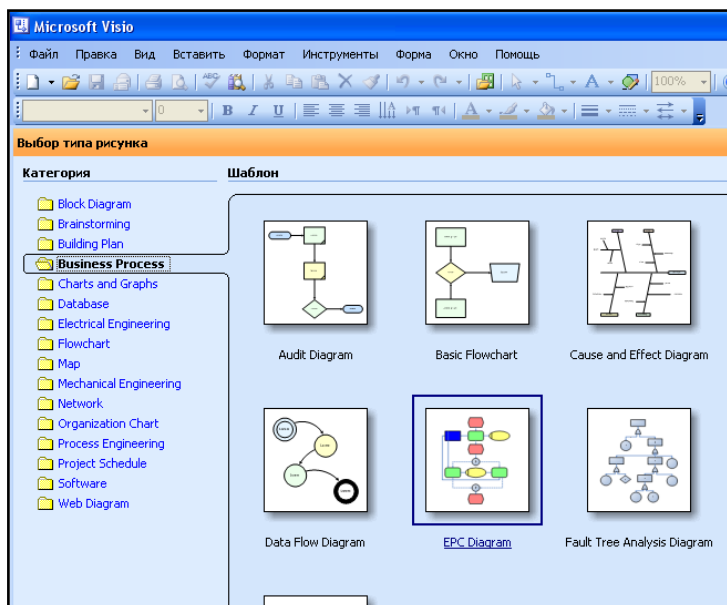 Microsoft Visio
Файл Правка Вид Вставить Формат Инструменты Форма Окно Помощь
100%
0 B I U
Выбор типа рисунка
Категория
Шаблон
Block Diagram
Brainstorming
Building Plan
Business Process
Charts and Graphs
Database
Electrical Engineering
Flowchart
Map
Mechanical Engineering
Network
Organization Chart
Process Engineering
Project Schedule
Software
Web Diagram
Audit Diagram
Basic Flowchart
Cause and Effect Diagram
Data Flow Diagram
EPC Diagram
Fault Tree Analysis Diagram